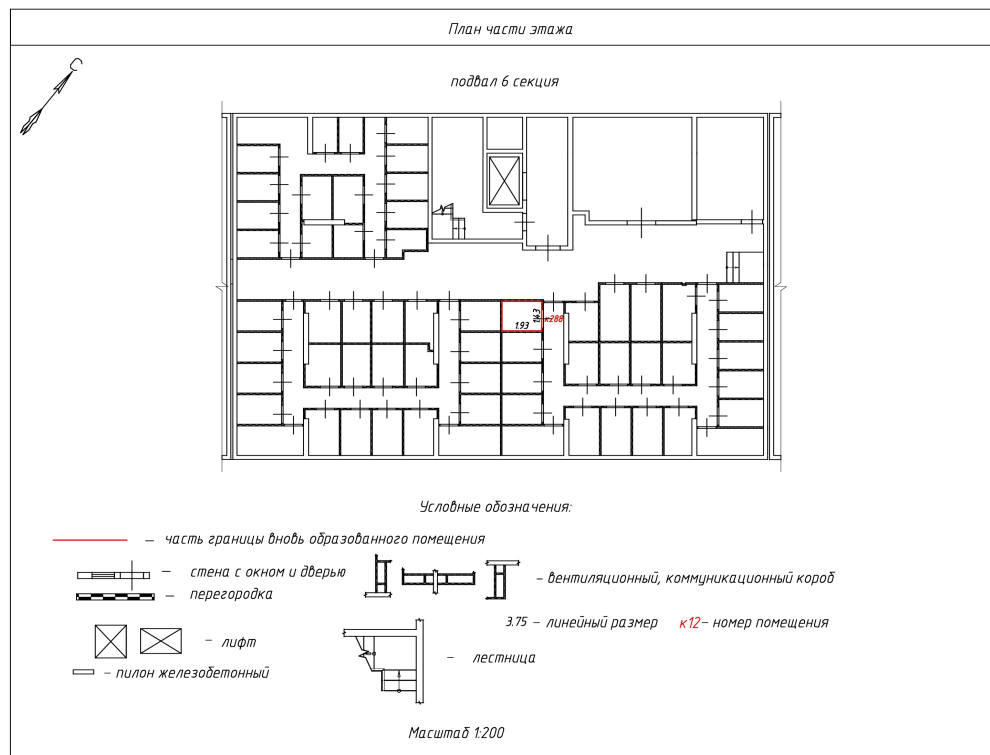 План части этажа
С
подвал 6 секция
1.93
1.43
к288
Условные обозначения:
— часть границы вновь образованного помещения
— стена с окном и дверью
— перегородка
— вентиляционный, коммуникационный короб
3.75 — линейный размер к12 — номер помещения
— лифт
— лестница
— пилон железобетонный
Масштаб 1:200